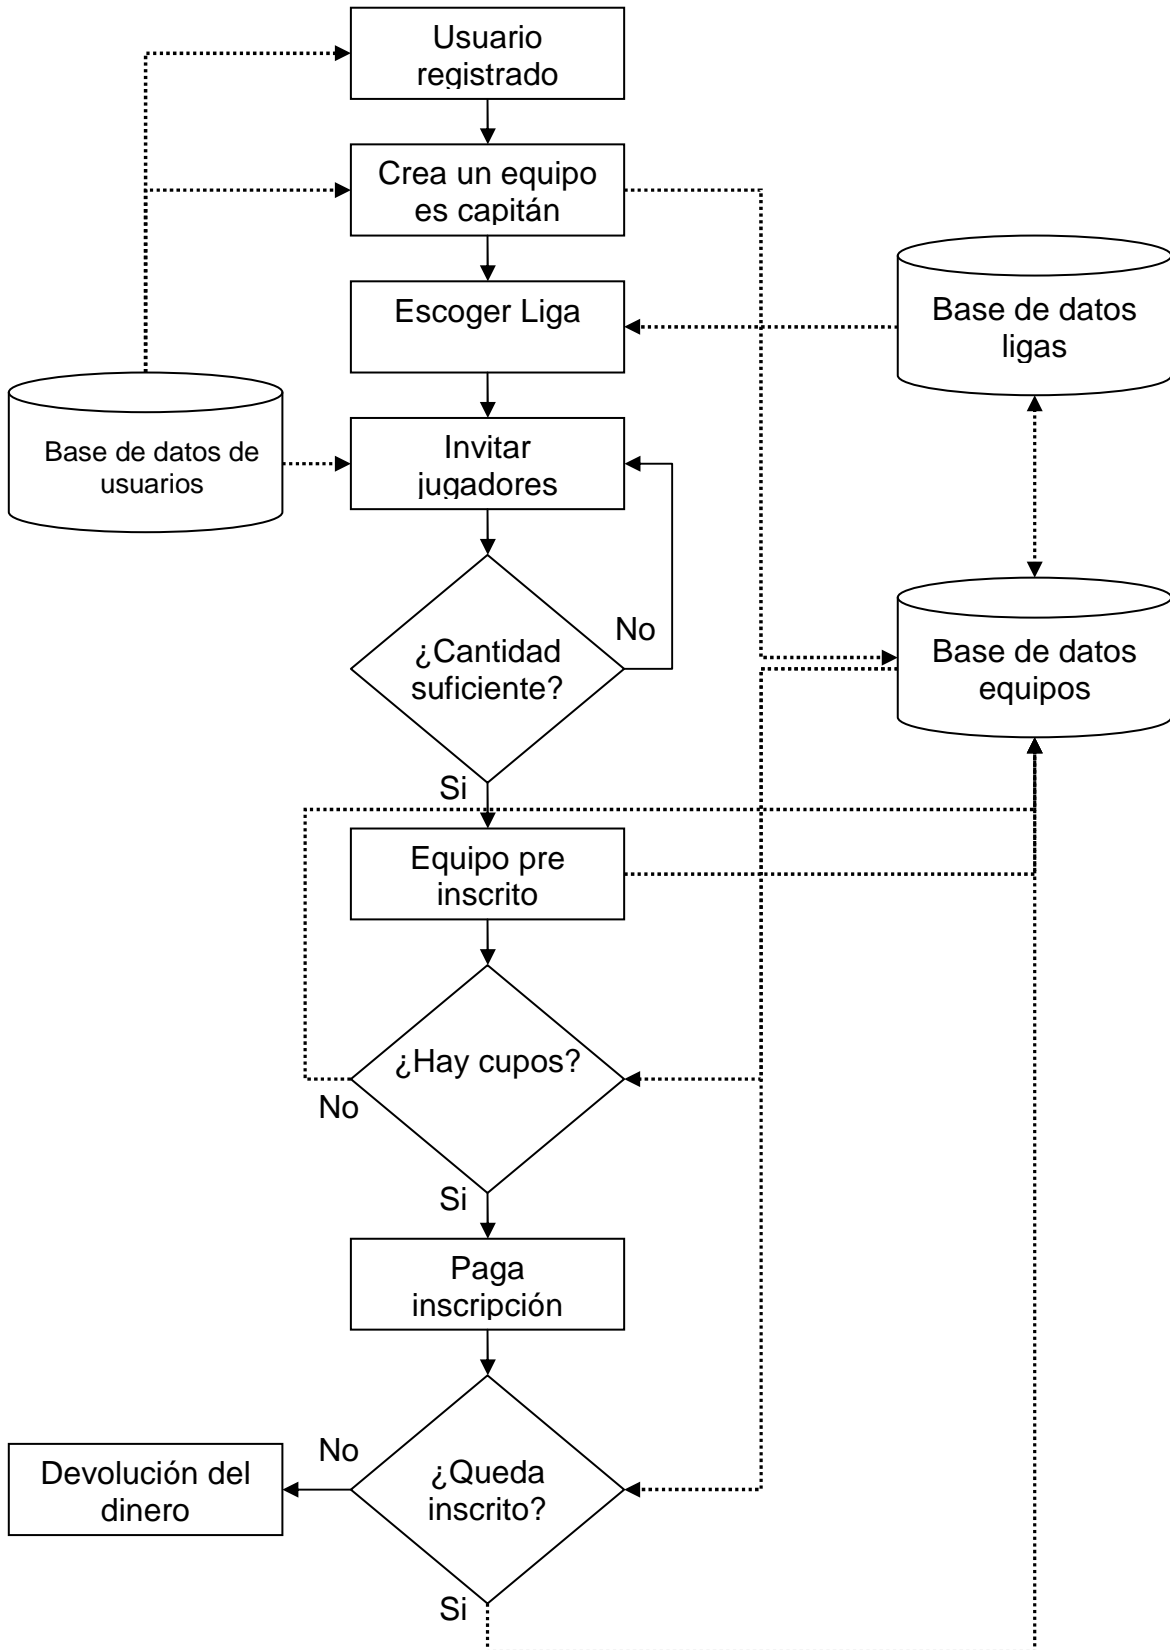 Usuario
registrado
Crea un equipo
es capitán
Escoger Liga
Base de datos
ligas
Base de datos de
usuarios
Invitar
jugadores
No
¿Cantidad
suficiente?
Base de datos
equipos
Si
Equipo pre
inscrito
¿Hay cupos?
No
Si
Paga
inscripción
No
Devolución del
dinero
¿Queda
inscrito?
Si